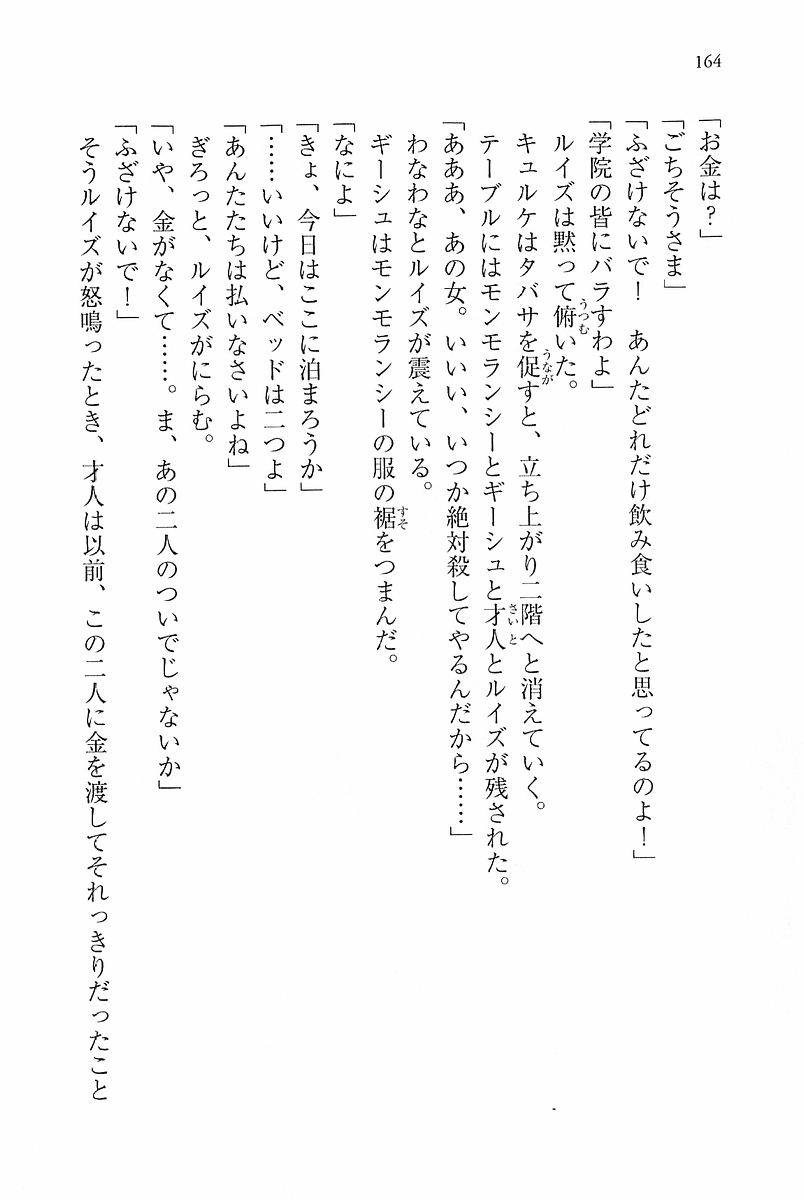 164
「お金は？」
「ごちそうさま」
「ふざけないで！　あんたどれだけ飲み食いしたと思ってるのよ！」
「学院の皆にバラすわよ」
ルイズは黙って俯いた。
キュルケはタバサを促すと、立ち上がり二階へと消えていく。
テーブルにはモンモランシーとギーシュと才人とルイズが残された。
「あああ、あの女。いいい、いつか絶対殺してやるんだから……」
わなわなとルイズが震えている。
ギーシュはモンモランシーの服の裾をつまんだ。
「なによ」
「きょ、今日はここに泊まろうか」
「……いいけど、ベッドは二つよ」
「あんたたちは払いなさいよね」
ぎろっと、ルイズがにらむ。
「いや、金がなくて……。ま、あの二人のついでじゃないか」
「ふざけないで！」
そうルイズが怒鳴ったとき、才人は以前、この二人に金を渡してそれっきりだったこと